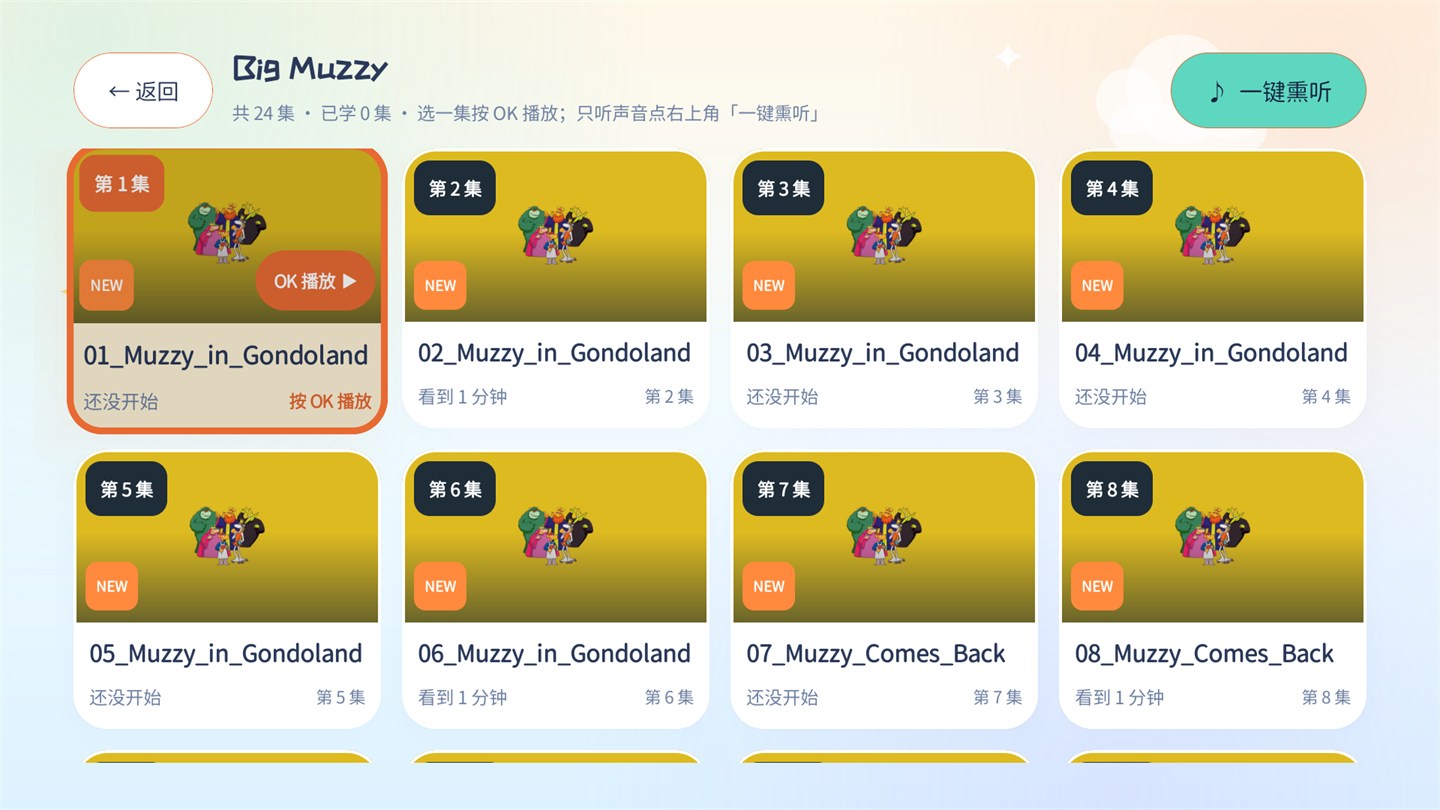 ← 返回
Big Muzzy
共 24 集 · 已学 0 集 · 选一集按 OK 播放；只听声音点右上角「一键熏听」
♪ 一键熏听
第 1 集
NEW
OK 播放 ▶
01_Muzzy_in_Gondoland
还没开始
按 OK 播放
第 2 集
NEW
02_Muzzy_in_Gondoland
看到 1 分钟
第 2 集
第 3 集
NEW
03_Muzzy_in_Gondoland
还没开始
第 3 集
第 4 集
NEW
04_Muzzy_in_Gondoland
还没开始
第 4 集
第 5 集
NEW
05_Muzzy_in_Gondoland
还没开始
第 5 集
第 6 集
NEW
06_Muzzy_in_Gondoland
看到 1 分钟
第 6 集
第 7 集
NEW
07_Muzzy_Comes_Back
还没开始
第 7 集
第 8 集
NEW
08_Muzzy_Comes_Back
看到 1 分钟
第 8 集